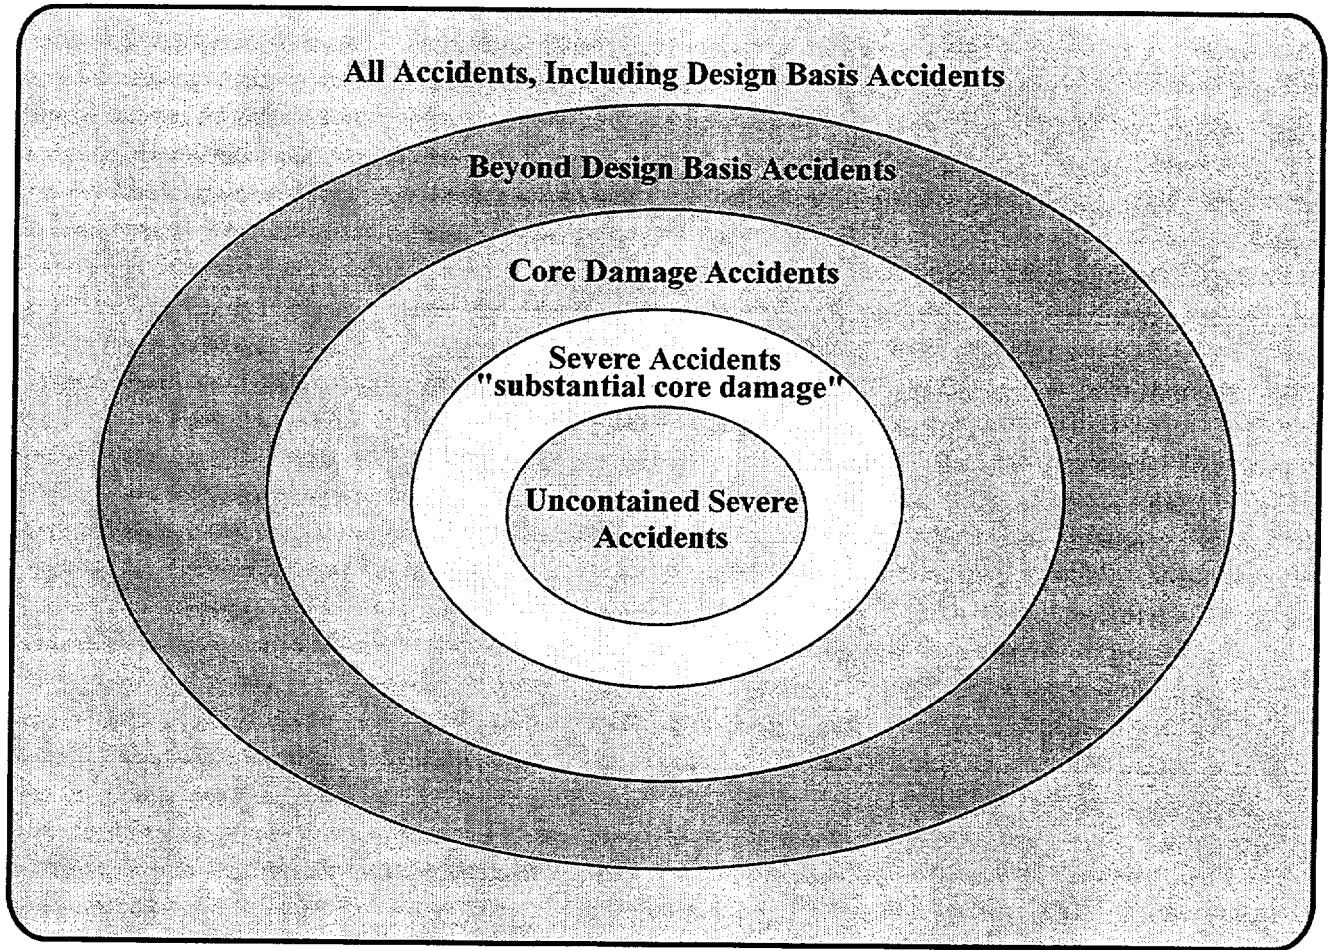 All Accidents, Including Design Basis Accidents
Beyond Design Basis Accidents
Core Damage Accidents
Severe Accidents
"substantial core damage"
Uncontained Severe
Accidents